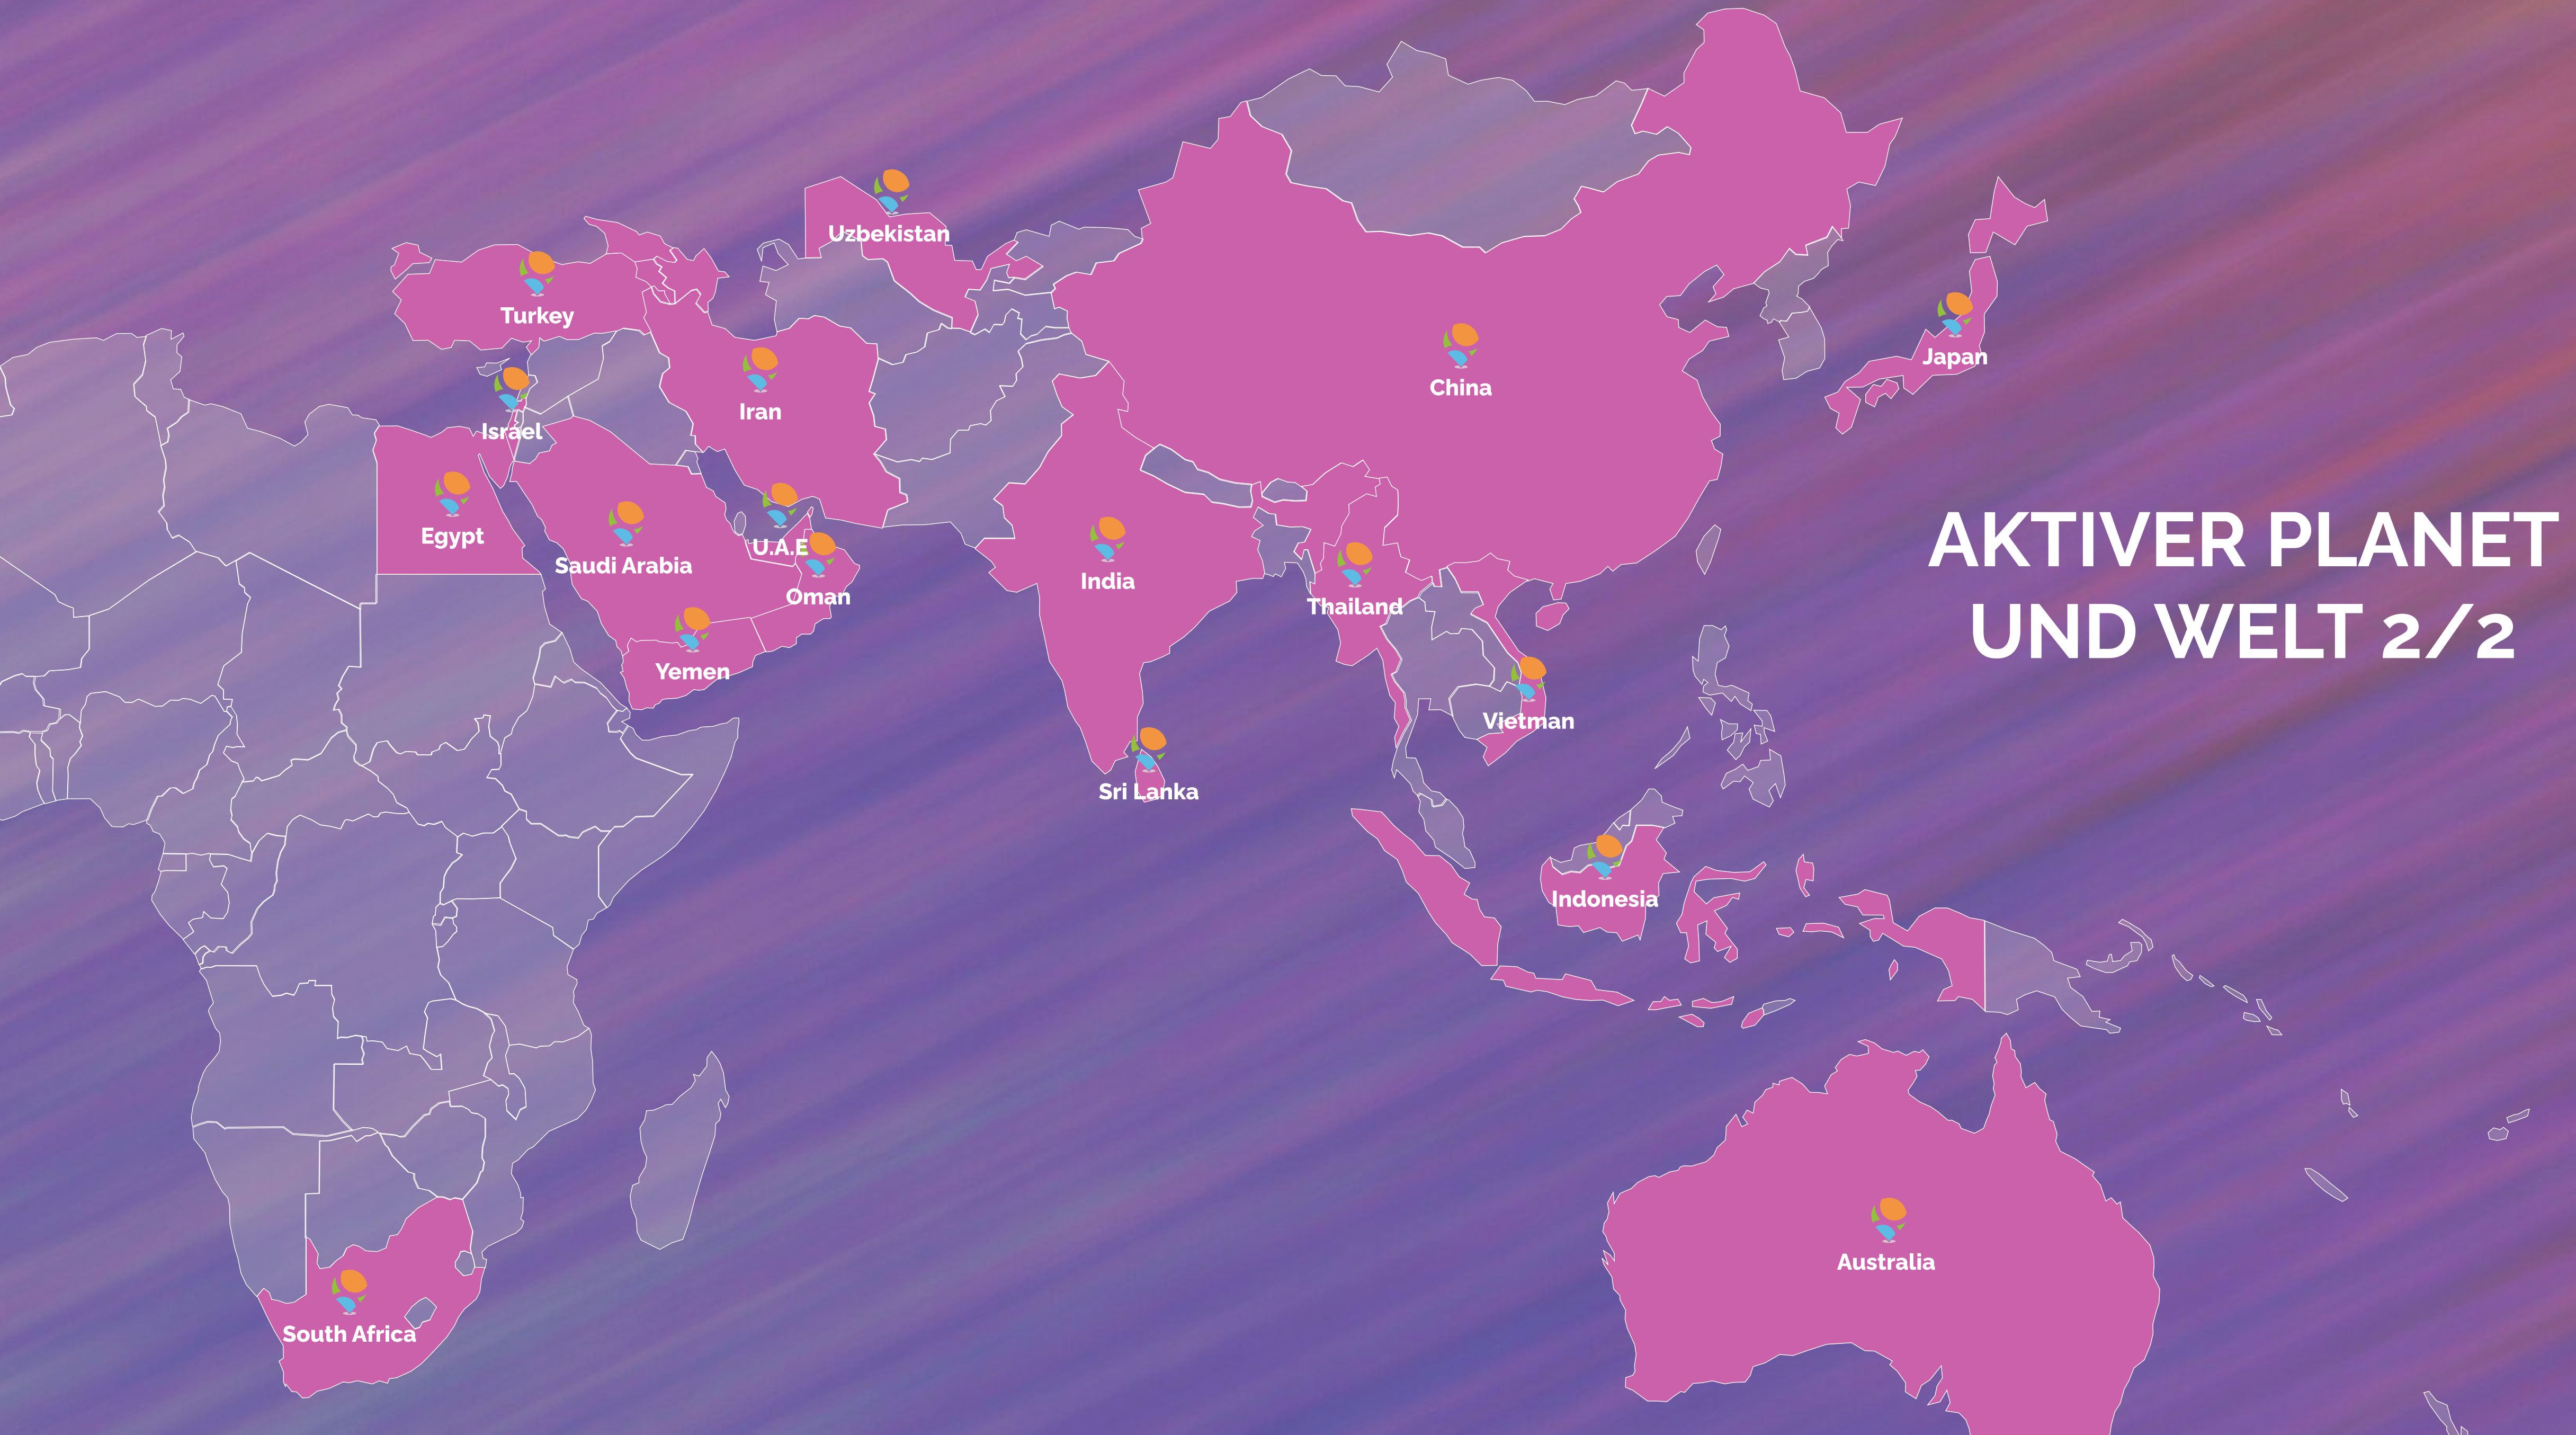 Uzbekistan
Turkey
Japan
China
Iran
Israel
AKTIVER PLANET
UND WELT 2/2
Egypt
U.A.E
Saudi Arabia
India
Oman
Thailand
Yemen
Vietman
Sri Lanka
Indonesia
Australia
South Africa